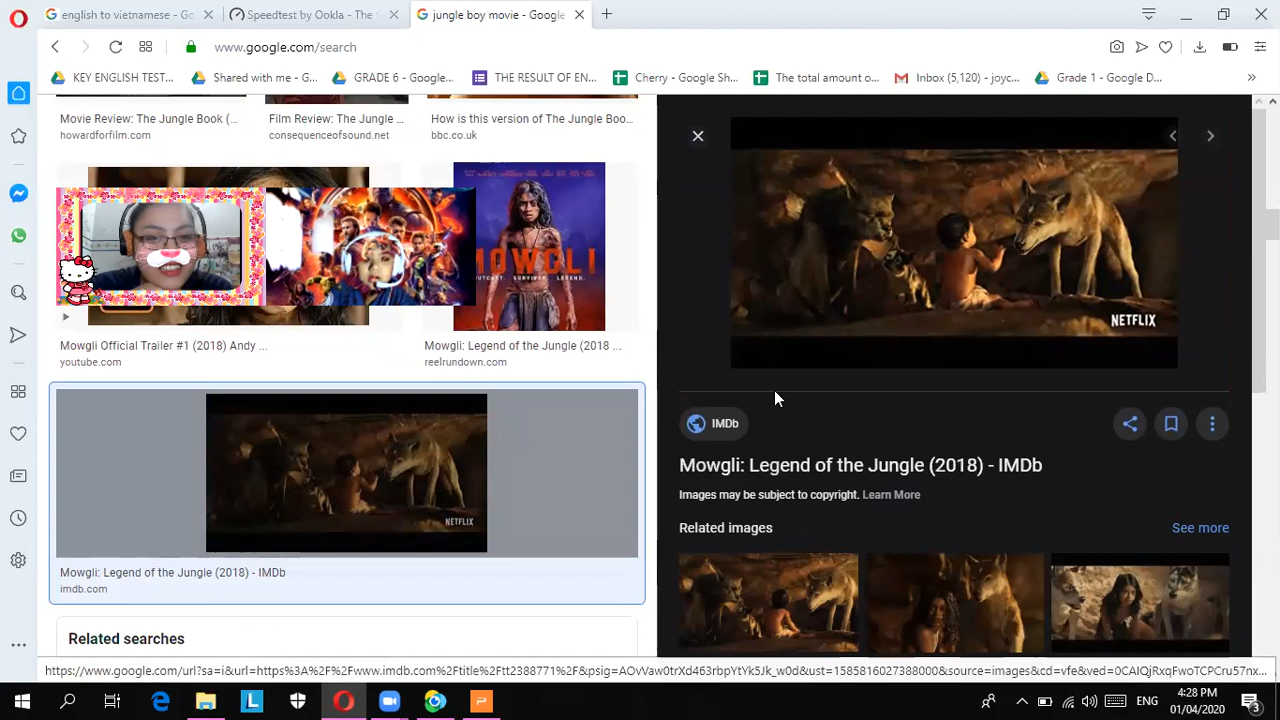 english to vietnamese - Go
Speedtest by Ookla - The G
jungle boy movie - Google
www.google.com/search
KEY ENGLISH TEST...
Shared with me - G...
GRADE 6 - Google...
THE RESULT OF EN...
Cherry - Google Sh...
The total amount o...
Inbox (5,120) - joyc...
Grade 1 - Google D...
Movie Review: The Jungle Book (...
howardforfilm.com
Film Review: The Jungle ...
consequenceofsound.net
How is this version of The Jungle Boo...
bbc.co.uk
MOWGLI
OUTCAST. SURVIVOR. LEGEND.
Mowgli Official Trailer #1 (2018) Andy ...
youtube.com
Mowgli: Legend of the Jungle (2018 ...
reelrundown.com
NETFLIX
Mowgli: Legend of the Jungle (2018) - IMDb
imdb.com
Related searches
NETFLIX
IMDb
Mowgli: Legend of the Jungle (2018) - IMDb
Images may be subject to copyright. Learn More
Related images
See more
https://www.google.com/url?sa=i&url=https%3A%2F%2Fwww.imdb.com%2Ftitle%2Ftt2388771%2F&psig=AOvVaw0trXd463rbpYtYk5Jk_w0d&ust=1585816027388000&source=images&cd=vfe&ved=0CAIQjRxqFwoTCPCru57nx...
ENG
4:28 PM
01/04/2020
3